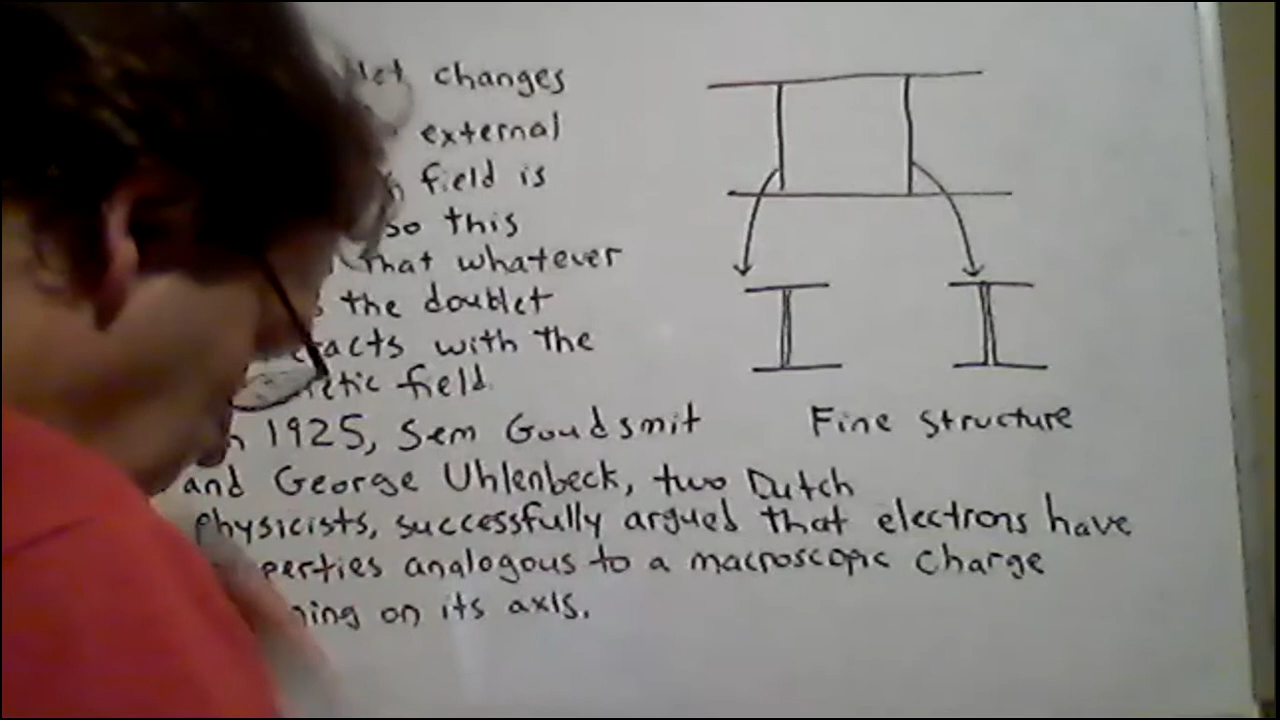 changes
external
field is
so this
that whatever
the doublet
with the
field.
1925, Sem Goudsmit
and George Uhlenbeck, two Dutch
physicists, successfully argued that electrons have
analogous to a macroscopic charge
on its axis.
Fine structure